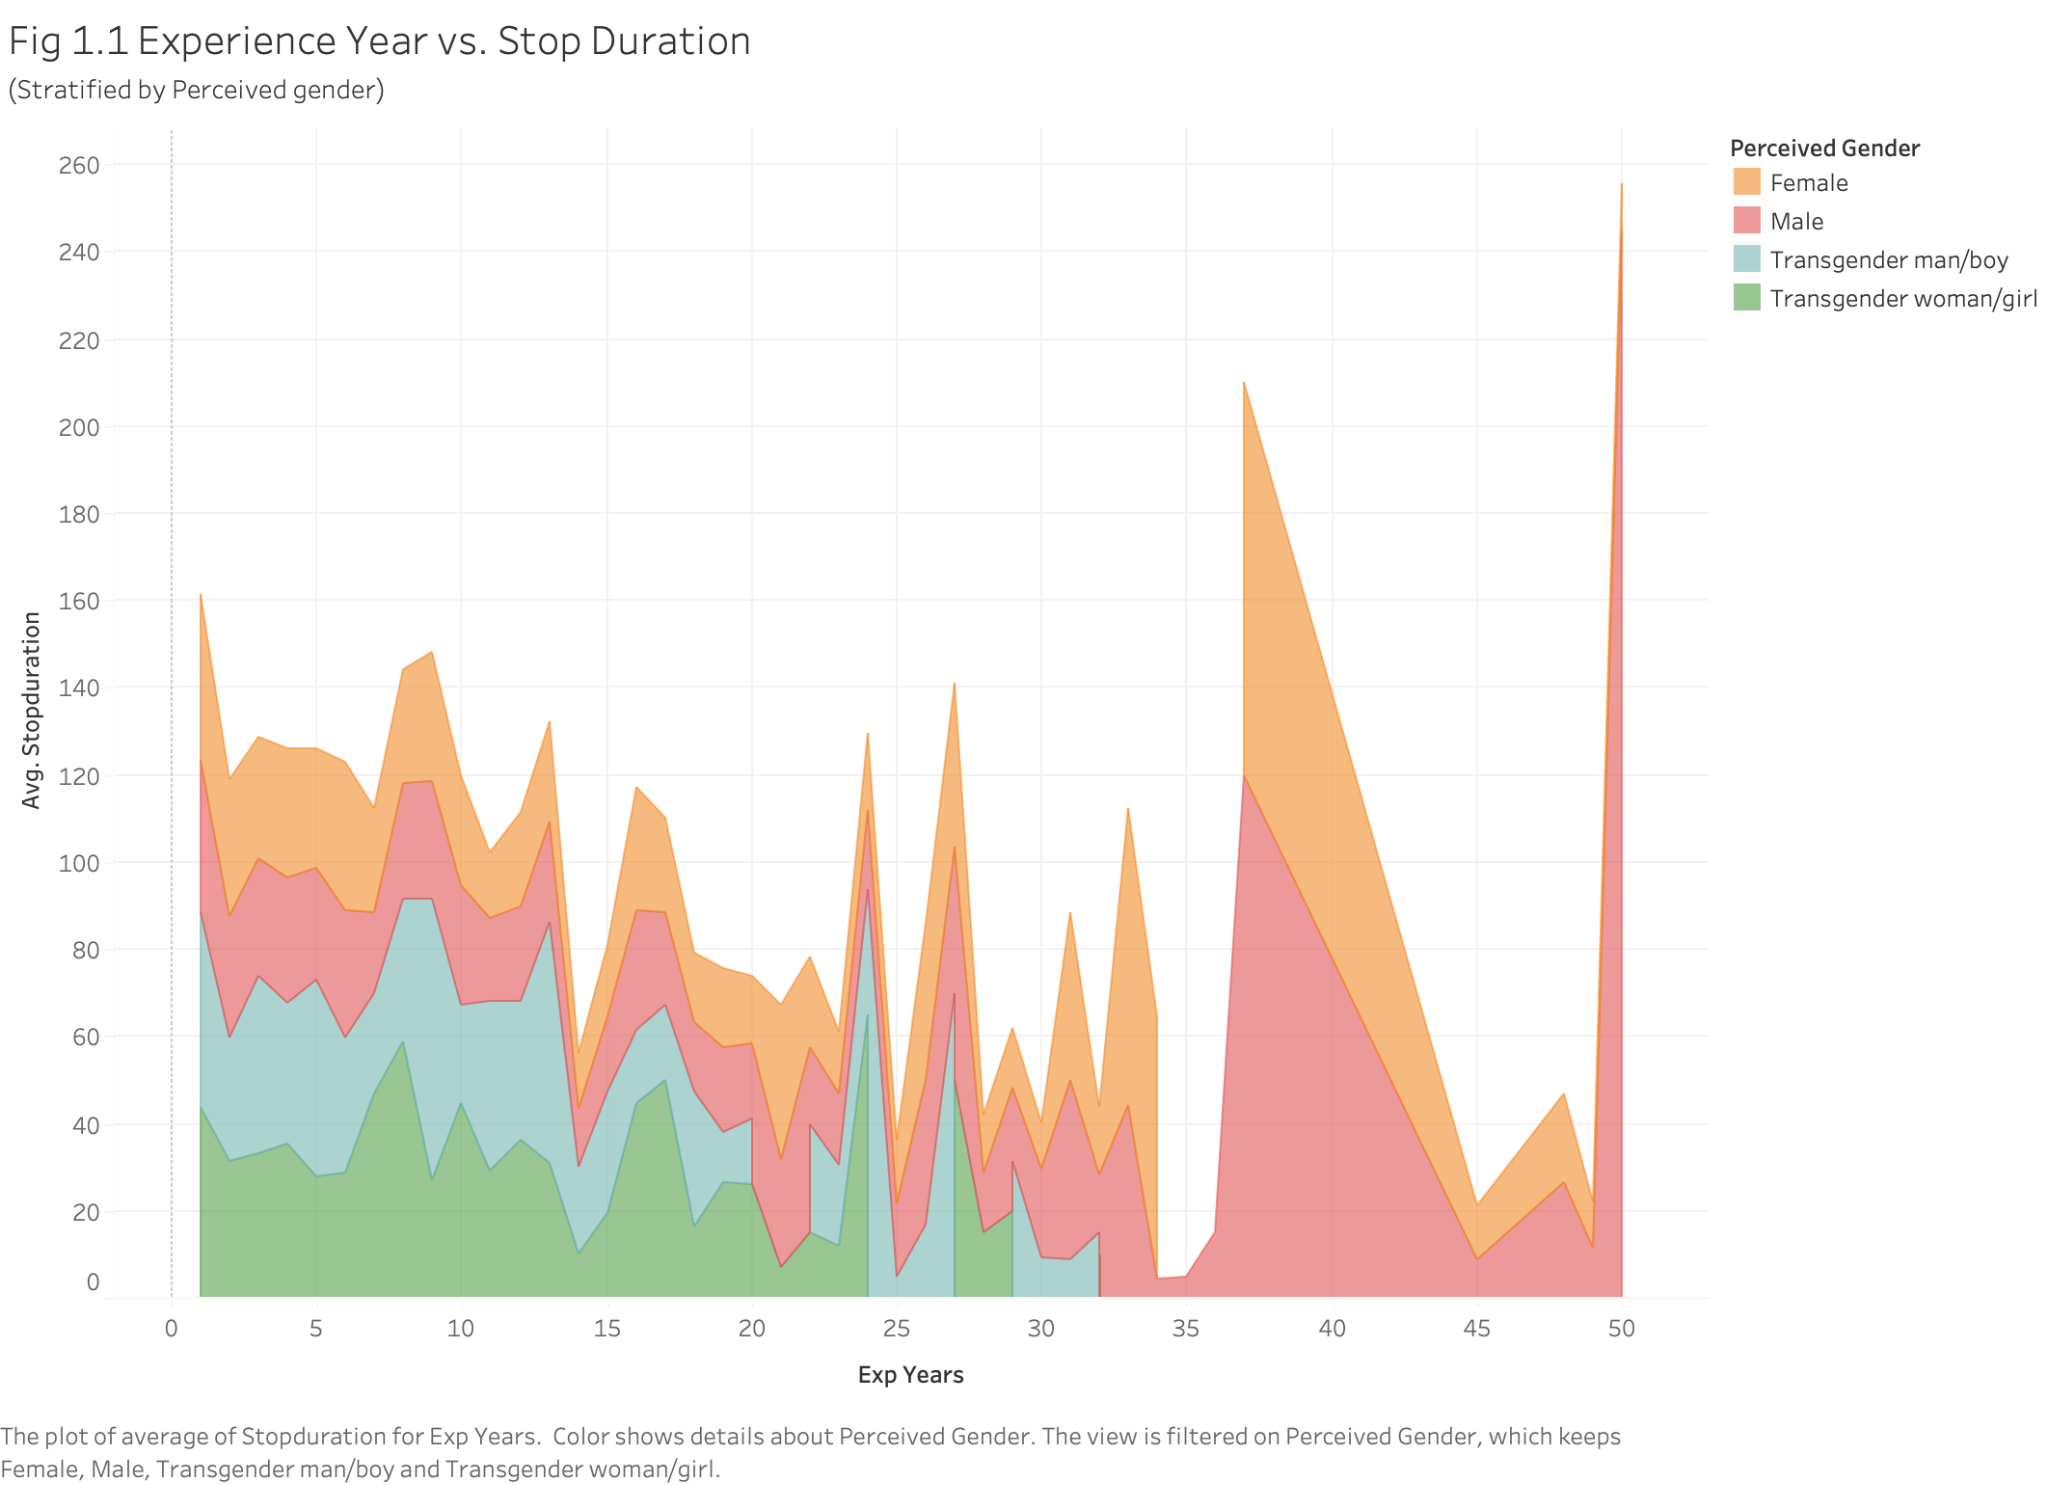 Fig 1.1 Experience Year vs. Stop Duration
(Stratified by Perceived gender)
Perceived Gender
Female
Male
Transgender man/boy
Transgender woman/girl
Avg. Stopduration
260
240
220
200
180
160
140
120
100
80
60
40
20
0
0 5 10 15 20 25 30 35 40 45 50
Exp Years
The plot of average of Stopduration for Exp Years.  Color shows details about Perceived Gender. The view is filtered on Perceived Gender, which keeps
Female, Male, Transgender man/boy and Transgender woman/girl.